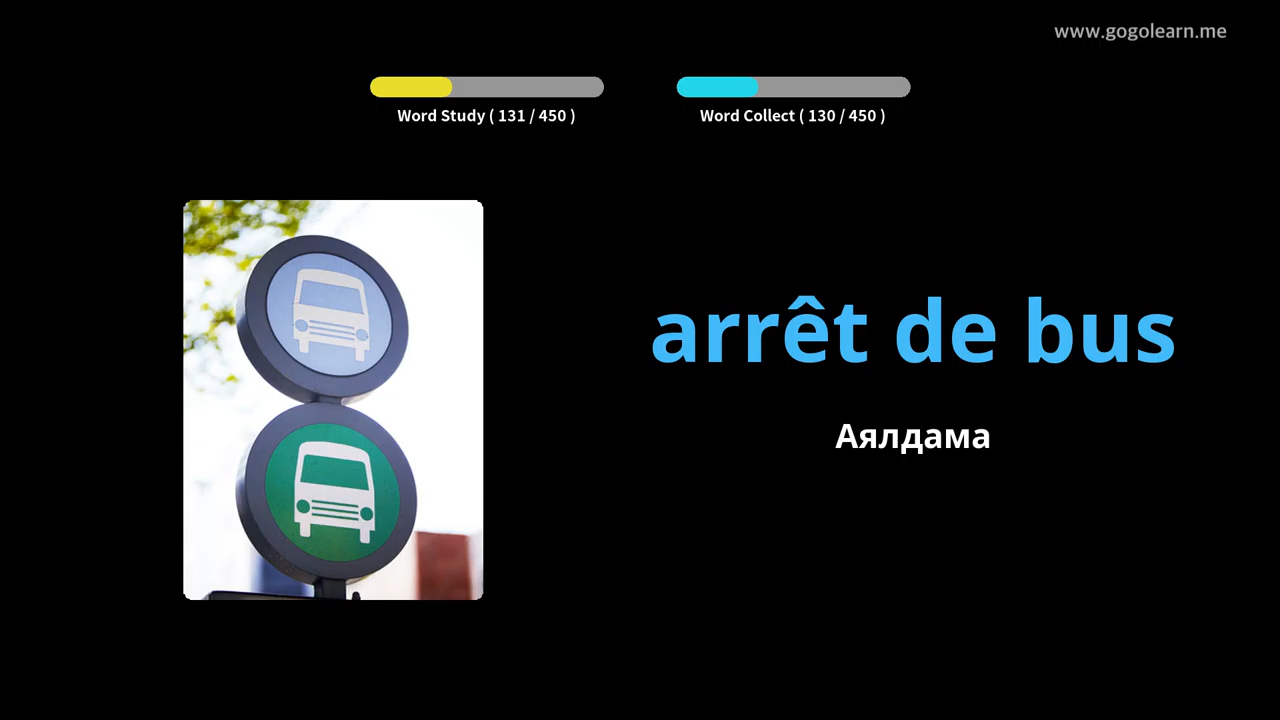 www.gogolearn.me
Word Study ( 131 / 450 )
Word Collect ( 130 / 450 )
arrêt de bus
Аялдама